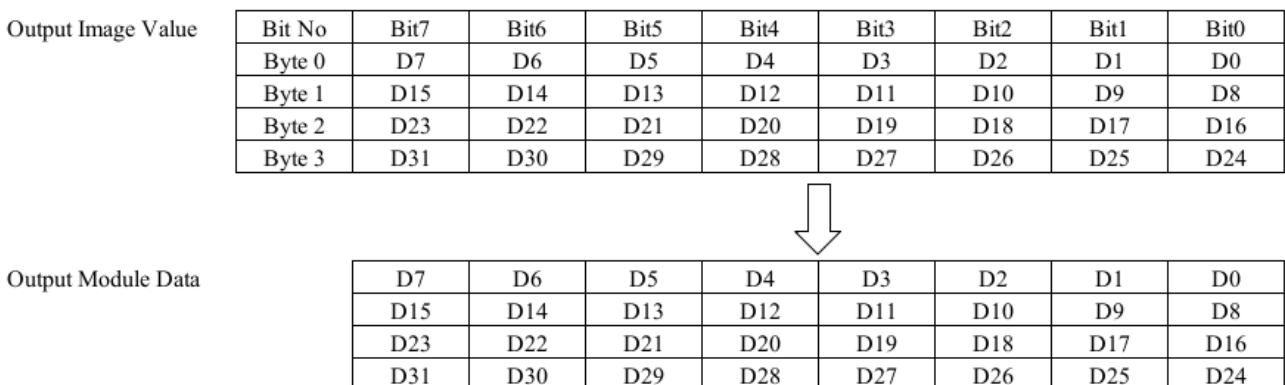 Output Image Value Bit No Bit7 Bit6 Bit5 Bit4 Bit3 Bit2 Bit1 Bit0
Byte 0 D7 D6 D5 D4 D3 D2 D1 D0
Byte 1 D15 D14 D13 D12 D11 D10 D9 D8
Byte 2 D23 D22 D21 D20 D19 D18 D17 D16
Byte 3 D31 D30 D29 D28 D27 D26 D25 D24
Output Module Data D7 D6 D5 D4 D3 D2 D1 D0
D15 D14 D13 D12 D11 D10 D9 D8
D23 D22 D21 D20 D19 D18 D17 D16
D31 D30 D29 D28 D27 D26 D25 D24